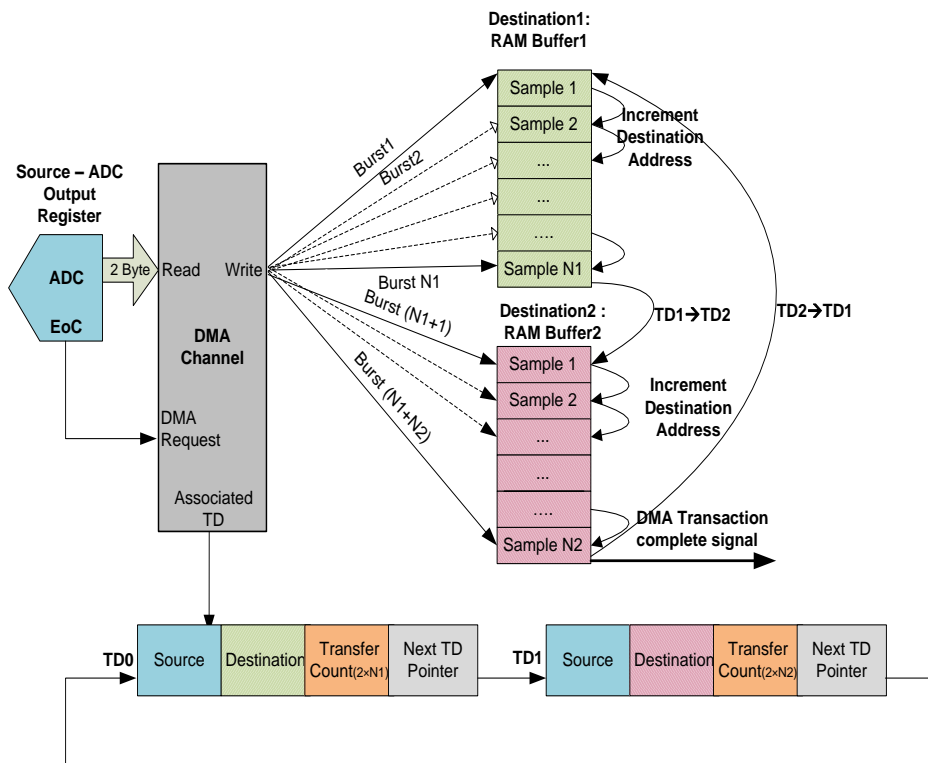 Destination1:
RAM Buffer1
Sample 1
Sample 2
...
...
....
Sample N1
Increment
Destination
Address
Burst1
Burst2
Source – ADC
Output
Register
ADC
EoC
2 Byte
Read
Write
DMA
Channel
DMA
Request
Associated
TD
Burst N1
Burst (N1+1)
Burst (N1+N2)
Destination2 :
RAM Buffer2
TD1→TD2
TD2→TD1
Sample 1
Sample 2
...
...
....
Sample N2
Increment
Destination
Address
DMA Transaction
complete signal
TD0
Source
Destination
Transfer
Count(2×N1)
Next TD
Pointer
TD1
Source
Destination
Transfer
Count(2×N2)
Next TD
Pointer